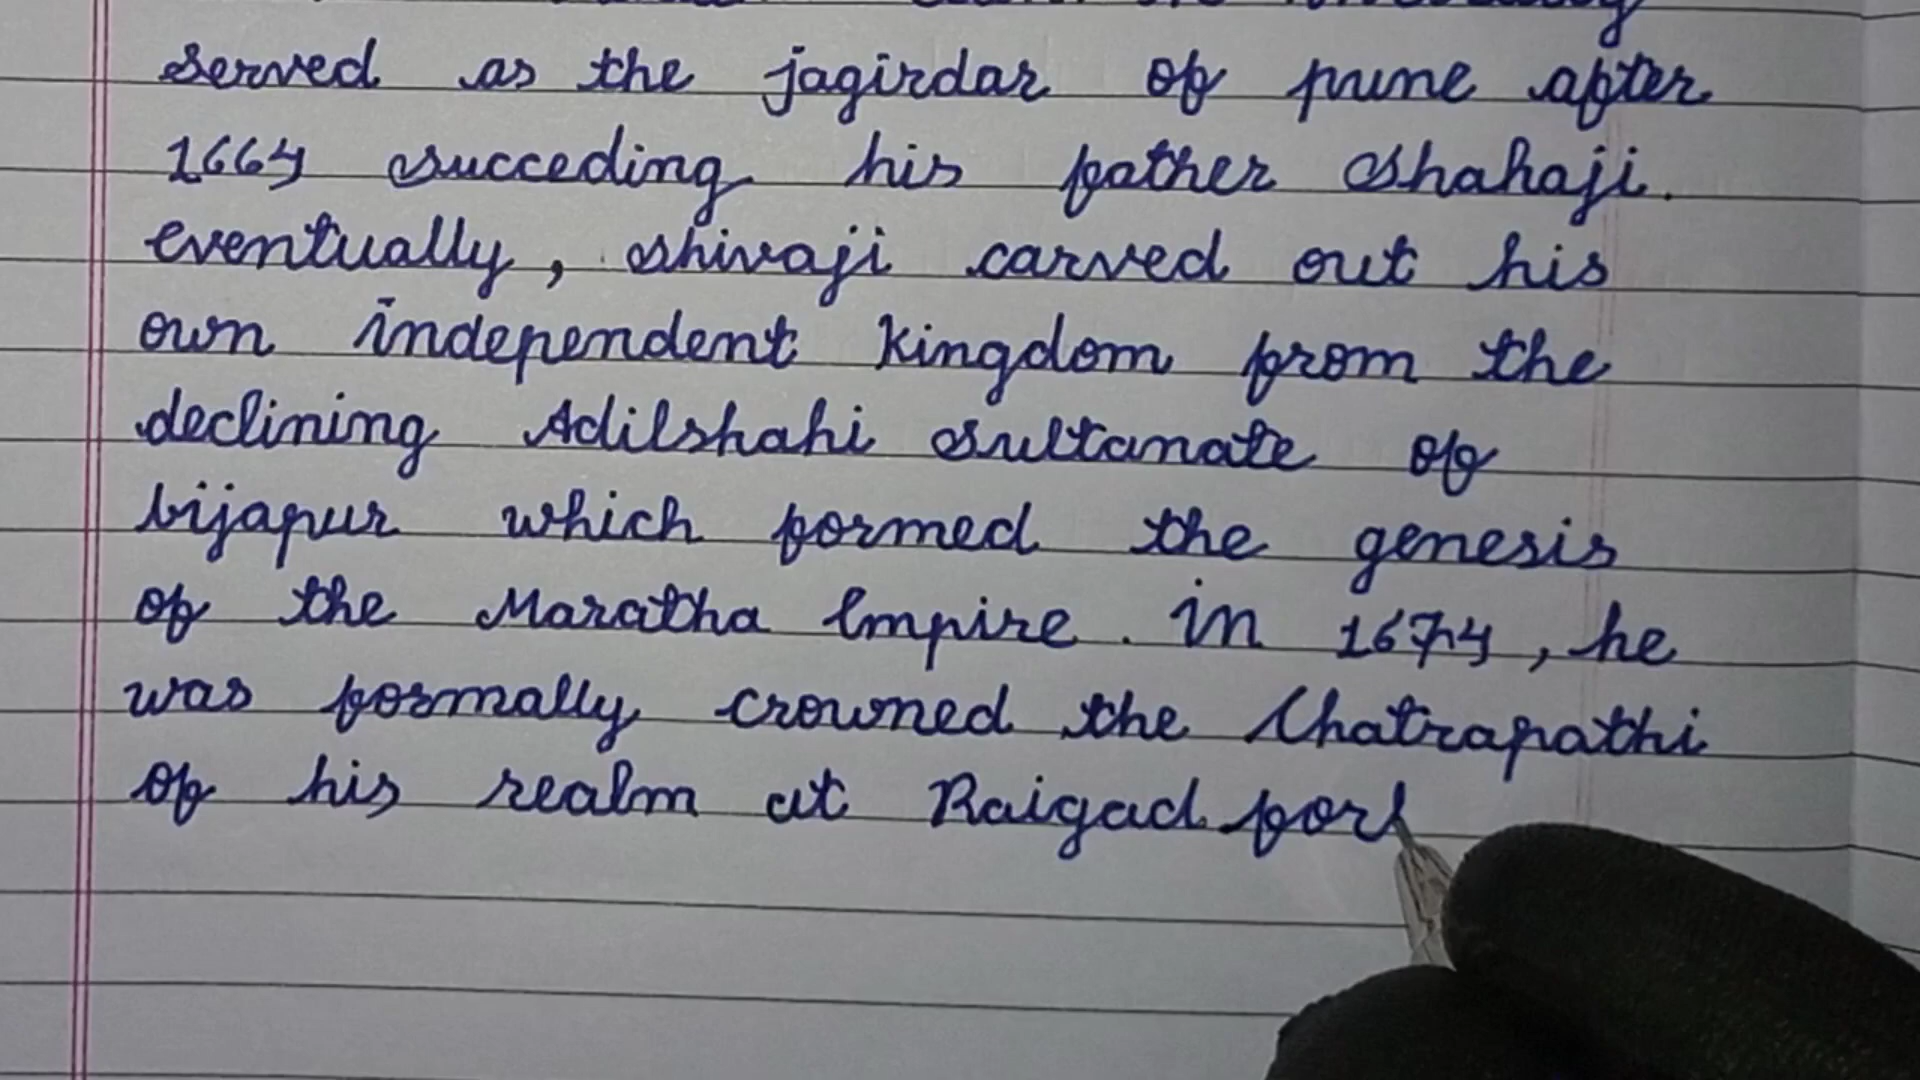 served as the jagirdar of pune after
1664 succeding his father Shahaji.
eventually, shivaji carved out his
own independent kingdom from the
declining Adilshahi sultanate of
bijapur which formed the genesis
of the Maratha Empire. in 1674, he
was formally crowned the Chatrapathi
of his realm at Raigad fort